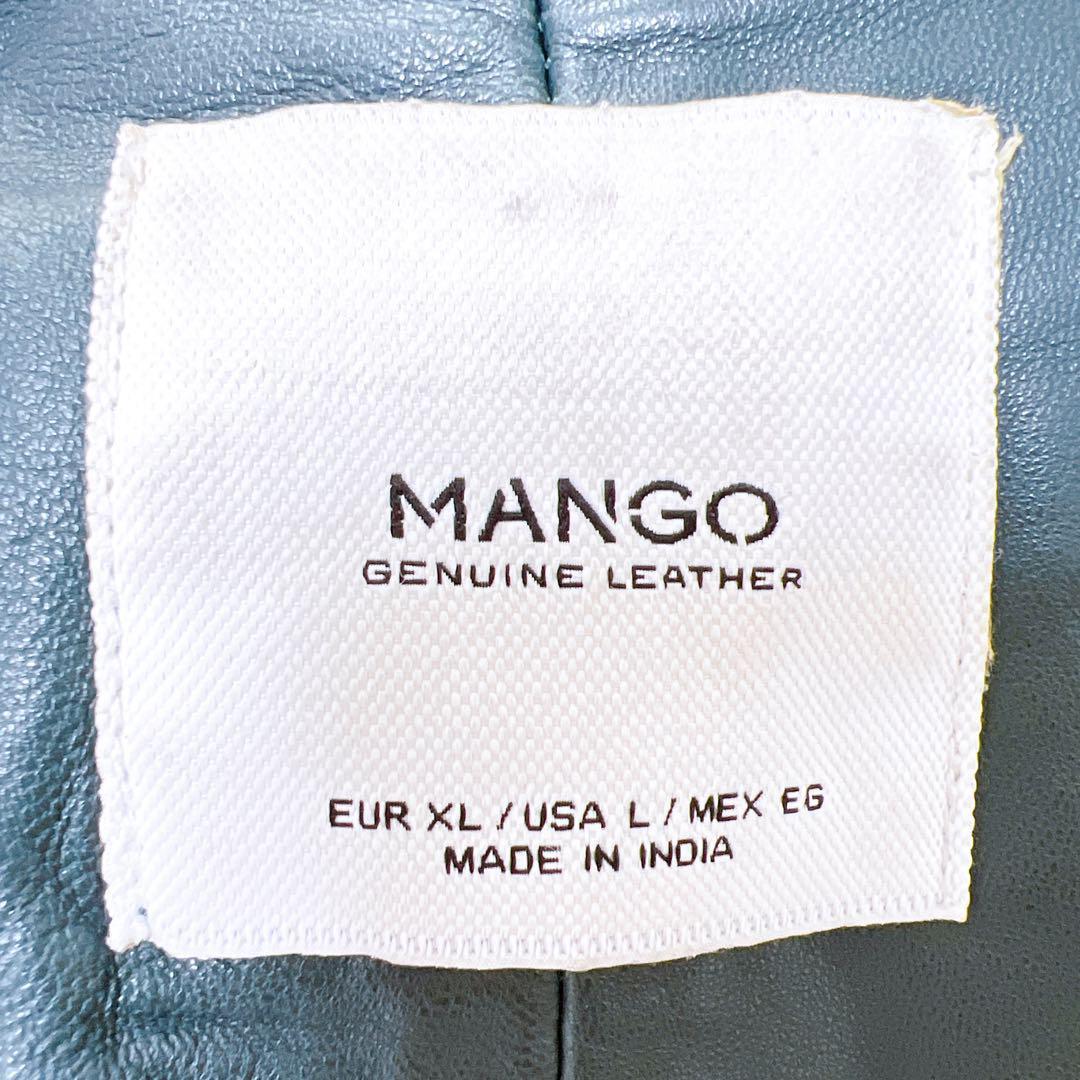 MANGO
GENUINE LEATHER
EUR XL / USA L / MEX EG
MADE IN INDIA